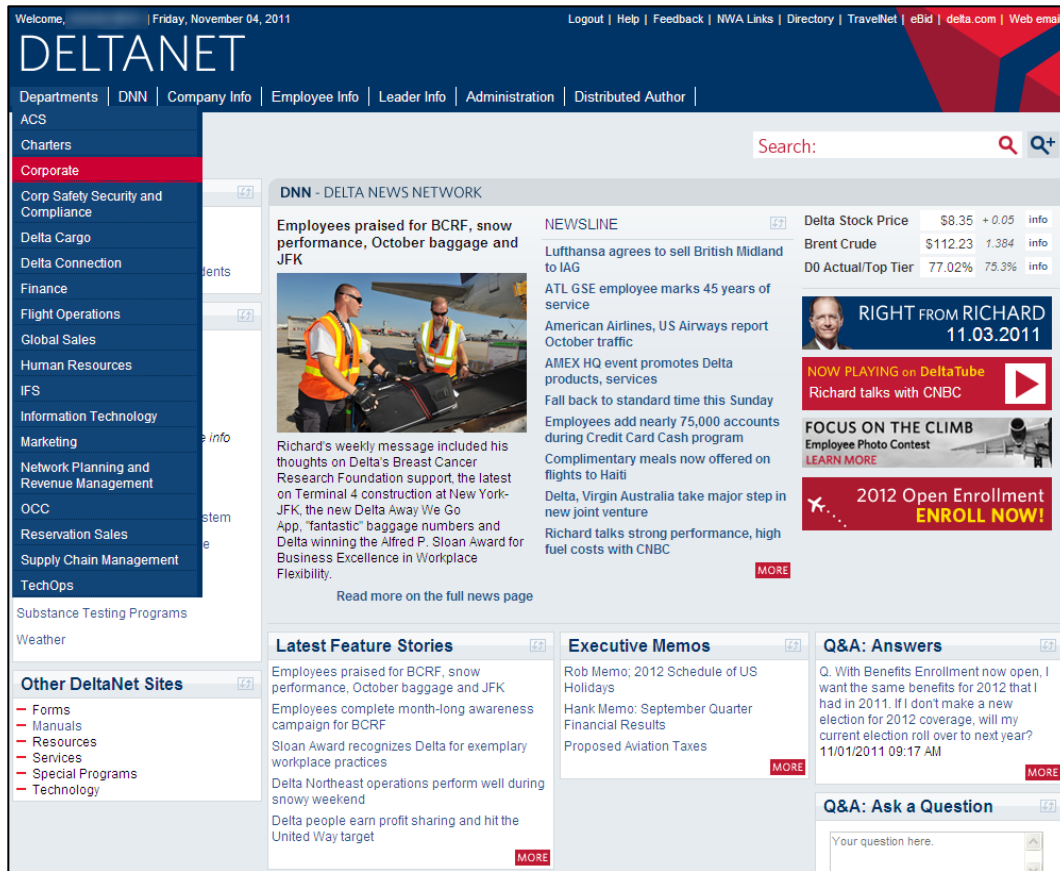 Welcome, | Friday, November 04, 2011
Logout | Help | Feedback | NWA Links | Directory | TravelNet | eBid | delta.com | Web email
DELTANET
Departments | DNN | Company Info | Employee Info | Leader Info | Administration | Distributed Author |
ACS
Charters
Corporate
Corp Safety Security and
Compliance
Delta Cargo
Delta Connection
Finance
Flight Operations
Global Sales
Human Resources
IFS
Information Technology
Marketing
Network Planning and
Revenue Management
OCC
Reservation Sales
Supply Chain Management
TechOps
dents
e info
stem
e
Substance Testing Programs
Weather
Other DeltaNet Sites
Forms
Manuals
Resources
Services
Special Programs
Technology
Search:
DNN - DELTA NEWS NETWORK
Employees praised for BCRF, snow
performance, October baggage and
JFK
Richard's weekly message included his
thoughts on Delta's Breast Cancer
Research Foundation support, the latest
on Terminal 4 construction at New York-
JFK, the new Delta Away We Go
App, "fantastic" baggage numbers and
Delta winning the Alfred P. Sloan Award for
Business Excellence in Workplace
Flexibility.
Read more on the full news page
NEWSLINE
Lufthansa agrees to sell British Midland
to IAG
ATL GSE employee marks 45 years of
service
American Airlines, US Airways report
October traffic
AMEX HQ event promotes Delta
products, services
Fall back to standard time this Sunday
Employees add nearly 75,000 accounts
during Credit Card Cash program
Complimentary meals now offered on
flights to Haiti
Delta, Virgin Australia take major step in
new joint venture
Richard talks strong performance, high
fuel costs with CNBC
MORE
Delta Stock Price $8.35 + 0.05 info
Brent Crude $112.23 1.384 info
D0 Actual/Top Tier 77.02% 75.3% info
RIGHT FROM RICHARD
11.03.2011
NOW PLAYING on DeltaTube
Richard talks with CNBC
FOCUS ON THE CLIMB
Employee Photo Contest
LEARN MORE
2012 Open Enrollment
ENROLL NOW!
Latest Feature Stories
Employees praised for BCRF, snow
performance, October baggage and JFK
Employees complete month-long awareness
campaign for BCRF
Sloan Award recognizes Delta for exemplary
workplace practices
Delta Northeast operations perform well during
snowy weekend
Delta people earn profit sharing and hit the
United Way target
MORE
Executive Memos
Rob Memo; 2012 Schedule of US
Holidays
Hank Memo: September Quarter
Financial Results
Proposed Aviation Taxes
MORE
Q&A: Answers
Q. With Benefits Enrollment now open, I
want the same benefits for 2012 that I
had in 2011. If I don't make a new
election for 2012 coverage, will my
current election roll over to next year?
11/01/2011 09:17 AM
MORE
Q&A: Ask a Question
Your question here.